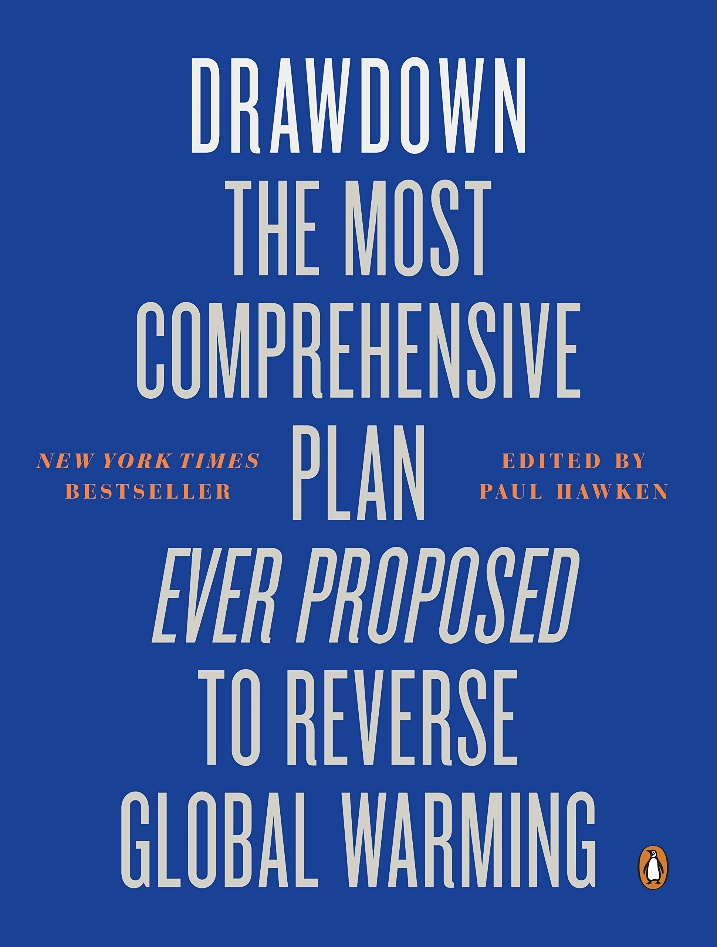 DRAWDOWN
THE MOST
COMPREHENSIVE
PLAN
NEW YORK TIMES
BESTSELLER
EDITED BY
PAUL HAWKEN
EVER PROPOSED
TO REVERSE
GLOBAL WARMING